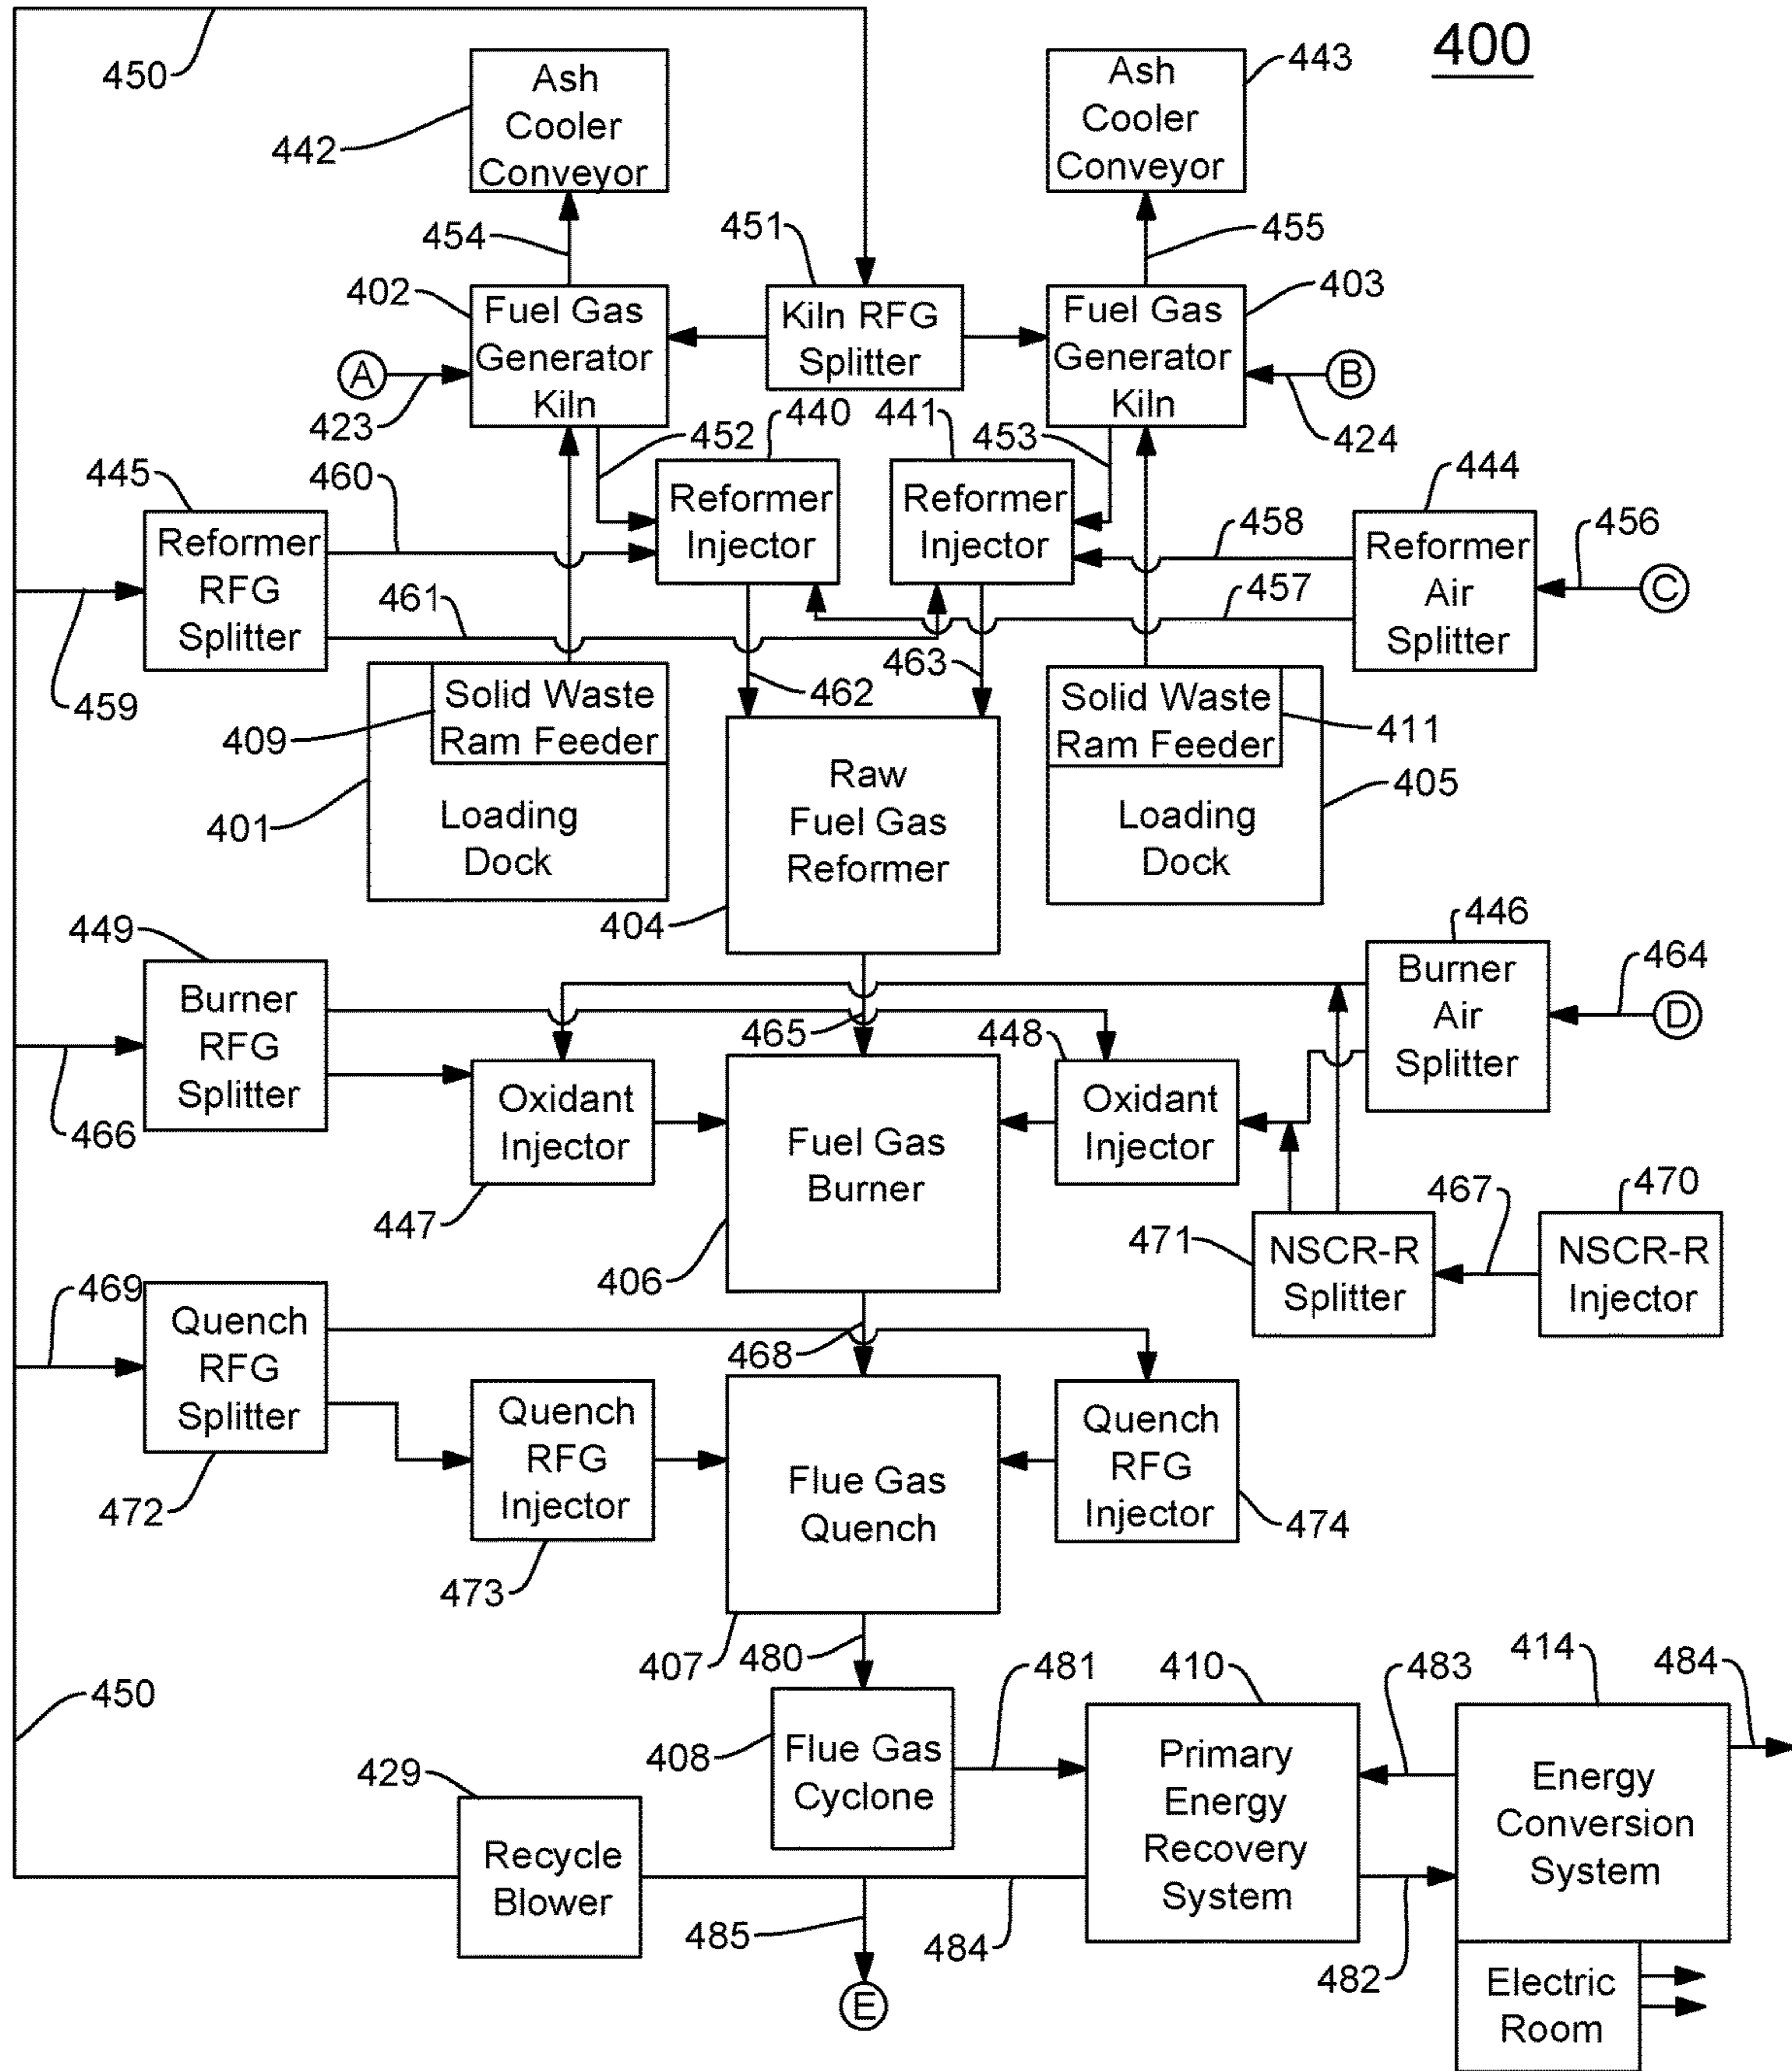 400
450
Ash
Cooler
Conveyor
442
Ash
Cooler
Conveyor
443
454
451
455
402
Fuel Gas
Generator
Kiln
Kiln RFG
Splitter
Fuel Gas
Generator
Kiln
403
A
423
B
424
452
440
441
453
445
460
Reformer
RFG
Splitter
Reformer
Injector
Reformer
Injector
458
444
Reformer
Air
Splitter
456
C
461
457
459
462
463
Solid Waste
Ram Feeder
409
Loading
Dock
401
Raw
Fuel Gas
Reformer
404
Solid Waste
Ram Feeder
411
405
Loading
Dock
449
Burner
RFG
Splitter
446
Burner
Air
Splitter
464
D
465
448
466
Oxidant
Injector
447
Fuel Gas
Burner
406
Oxidant
Injector
467
470
471
NSCR-R
Splitter
NSCR-R
Injector
469
Quench
RFG
Splitter
472
468
Quench
RFG
Injector
473
Flue Gas
Quench
407
Quench
RFG
Injector
474
480
450
481
410
483
414
484
408
Flue Gas
Cyclone
429
Recycle
Blower
Primary
Energy
Recovery
System
Energy
Conversion
System
485
484
482
E
Electric
Room